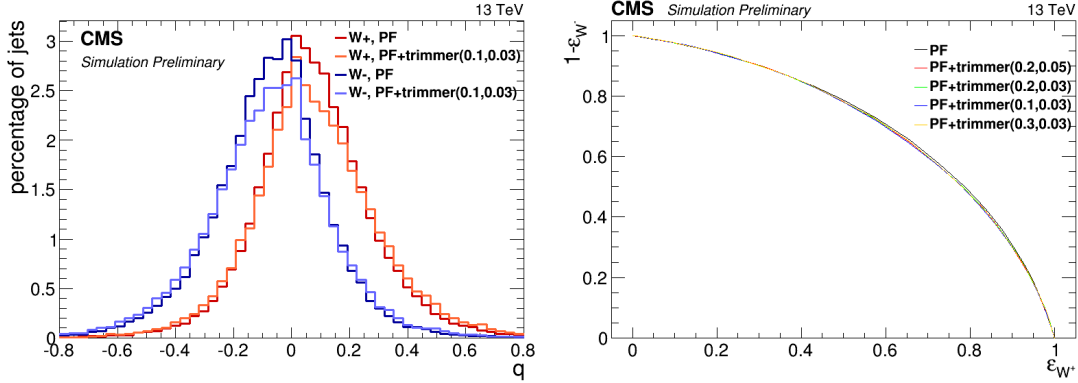 13 TeV
CMS
Simulation Preliminary
W+, PF
W+, PF+trimmer(0.1,0.03)
W-, PF
W-, PF+trimmer(0.1,0.03)
percentage of jets
3
2.5
2
1.5
1
0.5
0
-0.8 -0.6 -0.4 -0.2 0 0.2 0.4 0.6 0.8
q
CMS Simulation Preliminary 13 TeV
PF
PF+trimmer(0.2,0.05)
PF+trimmer(0.2,0.03)
PF+trimmer(0.1,0.03)
PF+trimmer(0.3,0.03)
1-εW-
1
0.8
0.6
0.4
0.2
0
0 0.2 0.4 0.6 0.8 1
εW+